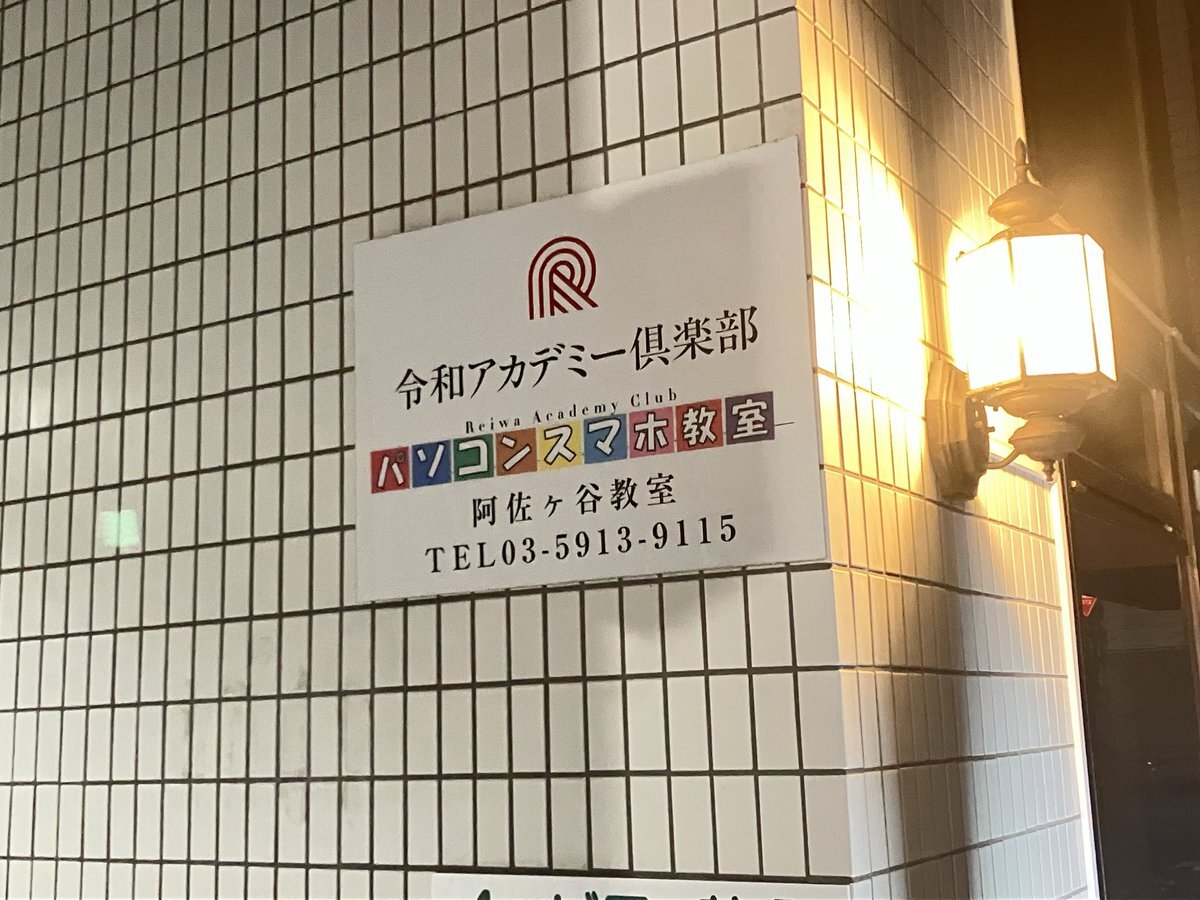 令和アカデミー倶楽部
Reiwa Academy Club
パソコンスマホ教室
阿佐ヶ谷教室
TEL03-5913-9115